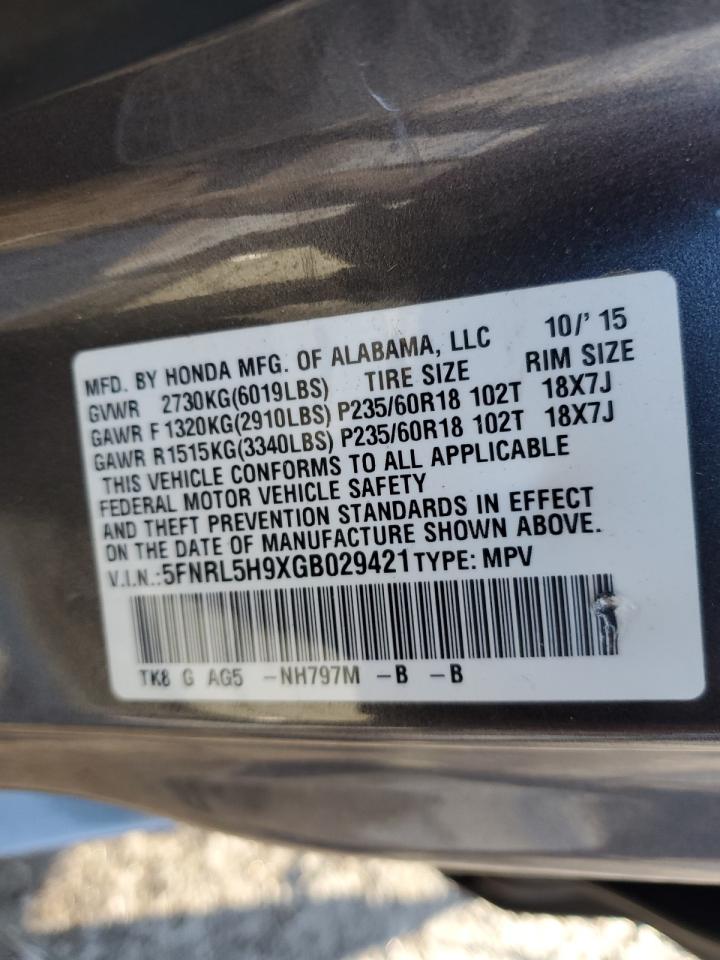 MFD. BY HONDA MFG. OF ALABAMA, LLC 10/'15
GVWR 2730KG(6019LBS) TIRE SIZE RIM SIZE
GAWR F1320KG(2910LBS) P235/60R18 102T 18X7J
GAWR R1515KG(3340LBS) P235/60R18 102T 18X7J
THIS VEHICLE CONFORMS TO ALL APPLICABLE
FEDERAL MOTOR VEHICLE SAFETY
AND THEFT PREVENTION STANDARDS IN EFFECT
ON THE DATE OF MANUFACTURE SHOWN ABOVE.
V.I.N.:5FNRL5H9XGB029421 TYPE: MPV
TK8 G AG5 -NH797M -B -B